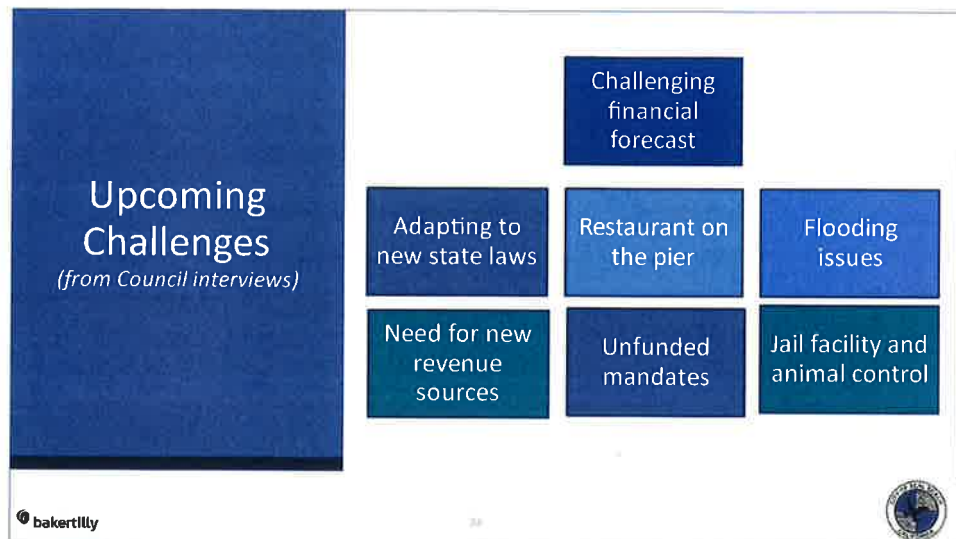 Upcoming
Challenges
(from Council interviews)
Challenging
financial
forecast
Adapting to
new state laws
Restaurant on
the pier
Flooding
issues
Need for new
revenue
sources
Unfunded
mandates
Jail facility and
animal control
bakertilly